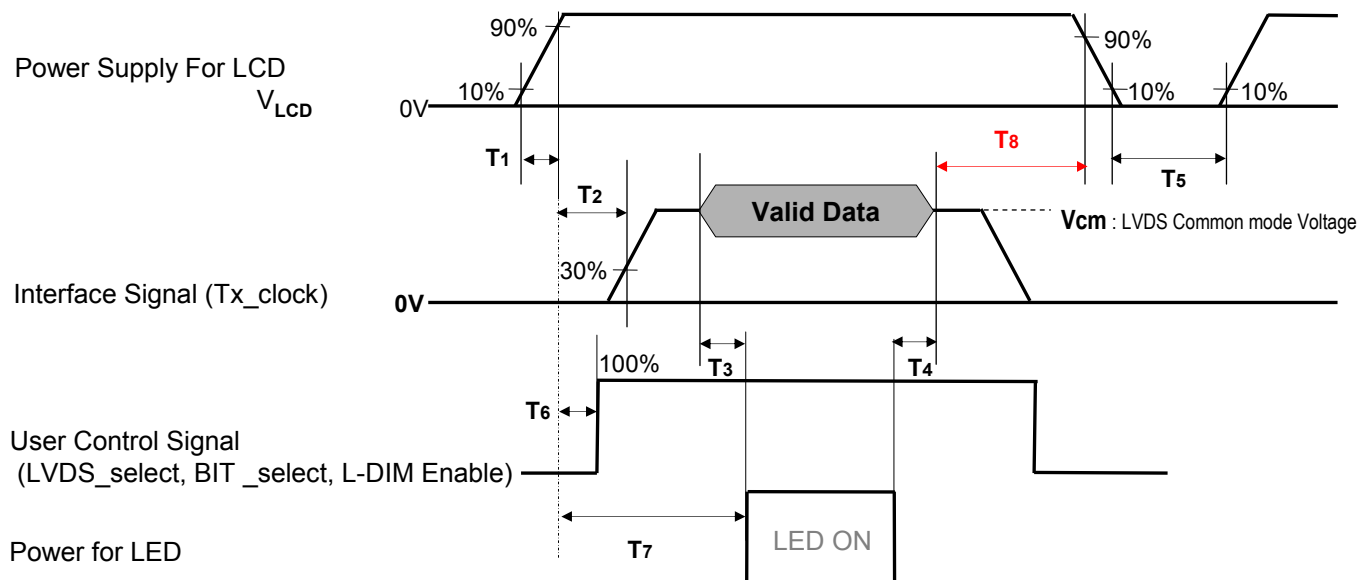 90%
Power Supply For LCD
VLCD
10%
0V
90%
10%
10%
T1
T8
T5
T2
Valid Data
Vcm : LVDS Common mode Voltage
30%
Interface Signal (Tx_clock)
0V
T3
T4
100%
T6
User Control Signal
(LVDS_select, BIT _select, L-DIM Enable)
T7
LED ON
Power for LED